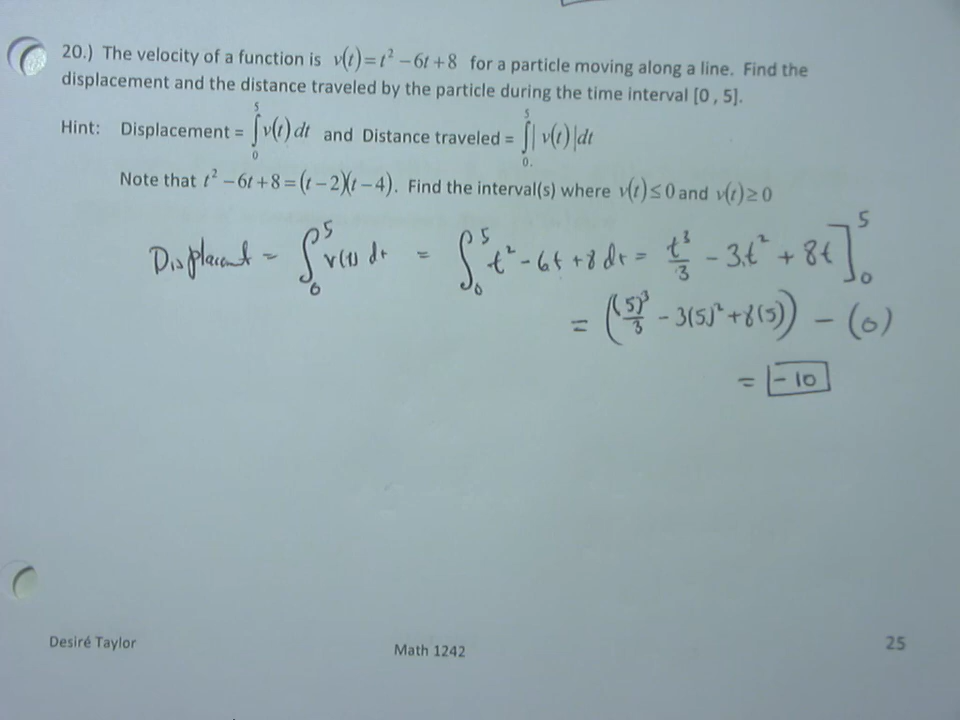 20.) The velocity of a function is v(t) = t² − 6t + 8 for a particle moving along a line. Find the
displacement and the distance traveled by the particle during the time interval [0 , 5].
Hint: Displacement = ∫₀⁵ v(t) dt and Distance traveled = ∫₀⁵ | v(t) | dt
Note that t² − 6t + 8 = (t − 2)(t − 4). Find the interval(s) where v(t) ≤ 0 and v(t) ≥ 0
Displacemt = ∫₀⁵ v(t) dt = ∫₀⁵ t² − 6t + 8 dt = t³/3 − 3t² + 8t ]₀⁵
= ((5)³/3 − 3(5)² + 8(5)) − (0)
= −10
Desiré Taylor
Math 1242
25